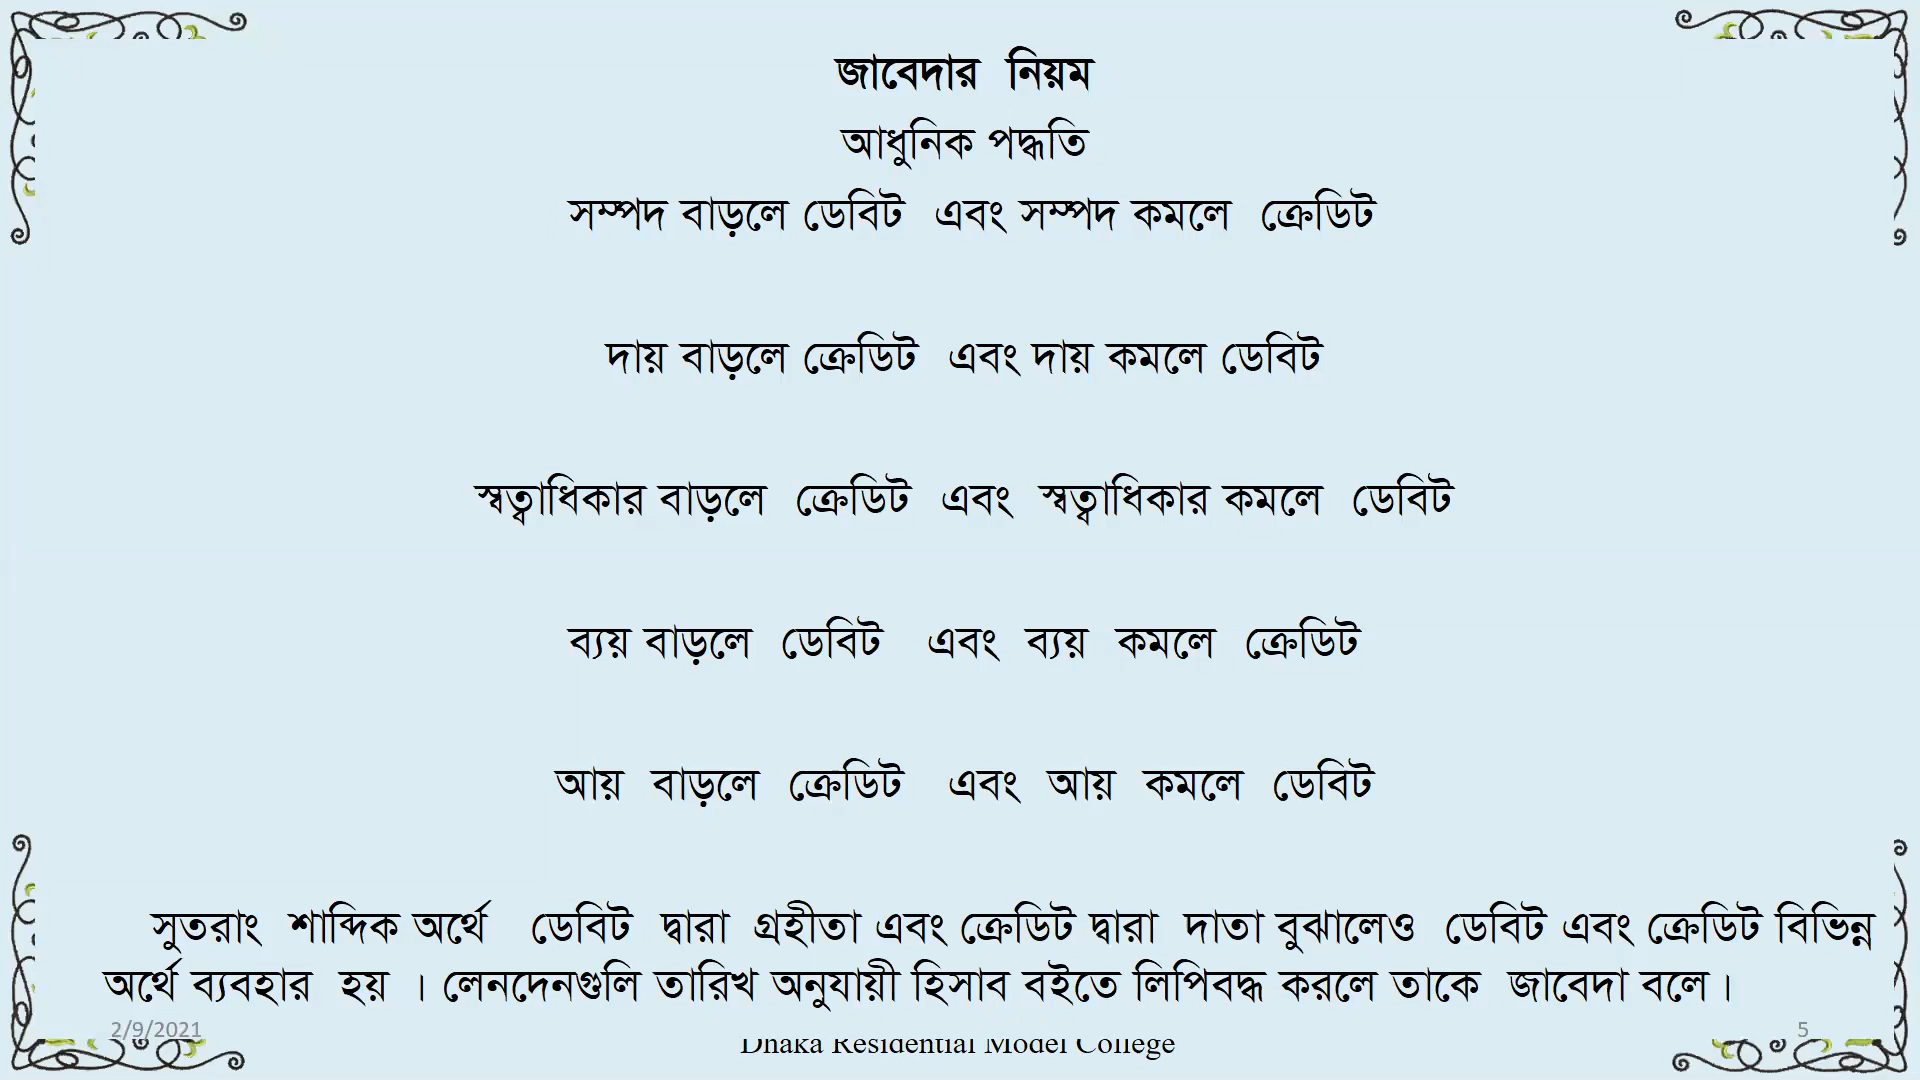 জাবেদার নিয়ম
আধুনিক পদ্ধতি
সম্পদ বাড়লে ডেবিট এবং সম্পদ কমলে ক্রেডিট
দায় বাড়লে ক্রেডিট এবং দায় কমলে ডেবিট
স্বত্বাধিকার বাড়লে ক্রেডিট এবং স্বত্বাধিকার কমলে ডেবিট
ব্যয় বাড়লে ডেবিট এবং ব্যয় কমলে ক্রেডিট
আয় বাড়লে ক্রেডিট এবং আয় কমলে ডেবিট
সুতরাং শাব্দিক অর্থে ডেবিট দ্বারা গ্রহীতা এবং ক্রেডিট দ্বারা দাতা বুঝালেও ডেবিট এবং ক্রেডিট বিভিন্ন
অর্থে ব্যবহার হয় । লেনদেনগুলি তারিখ অনুযায়ী হিসাব বইতে লিপিবদ্ধ করলে তাকে জাবেদা বলে।
2/9/2021
Dhaka Residential Model College
5